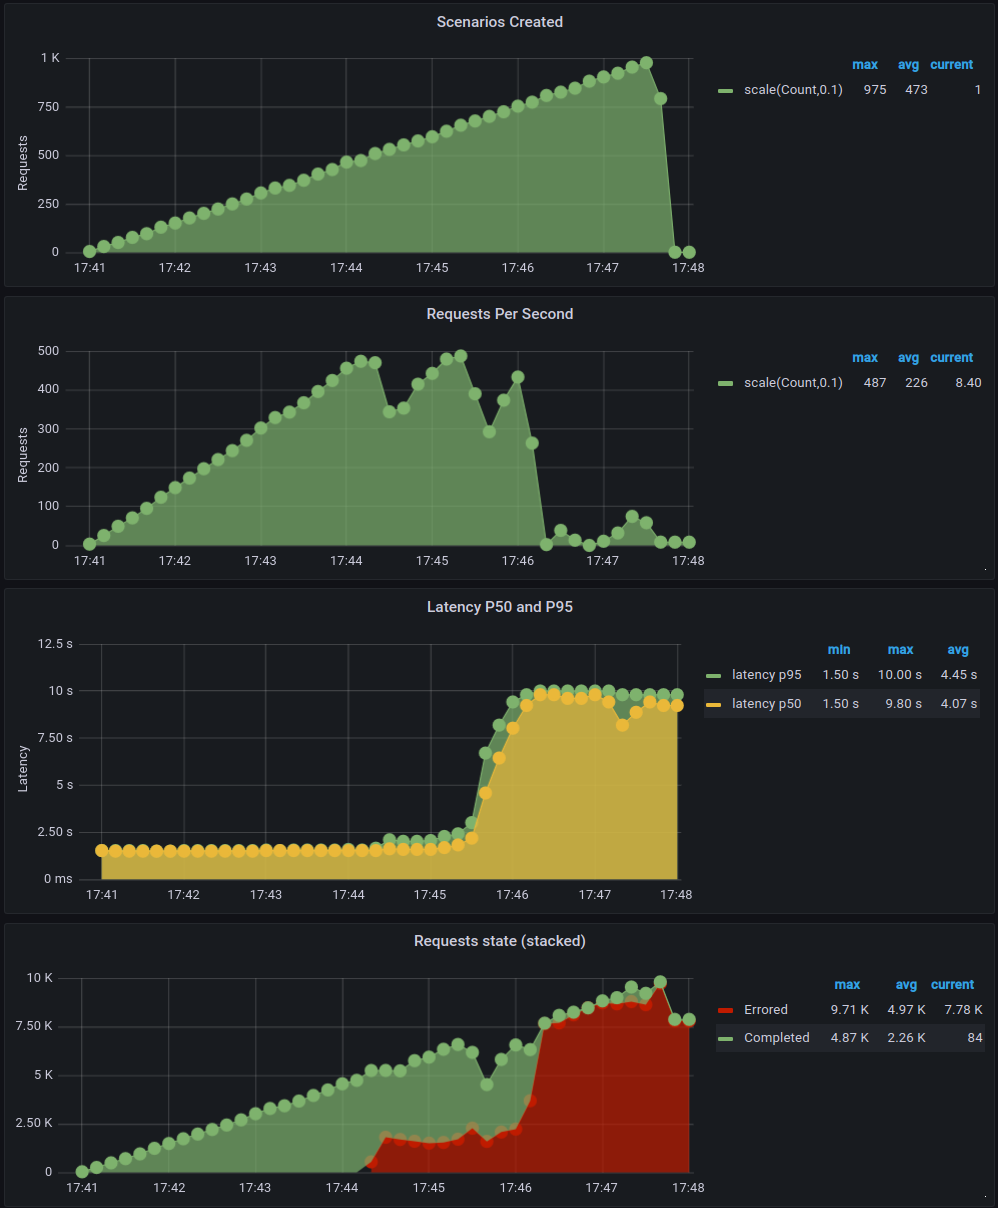 Scenarios Created
max avg current
scale(Count,0.1) 975 473 1
Requests
1 K
750
500
250
0
17:41 17:42 17:43 17:44 17:45 17:46 17:47 17:48
Requests Per Second
max avg current
scale(Count,0.1) 487 226 8.40
Requests
500
400
300
200
100
0
17:41 17:42 17:43 17:44 17:45 17:46 17:47 17:48
Latency P50 and P95
min max avg
latency p95 1.50 s 10.00 s 4.45 s
latency p50 1.50 s 9.80 s 4.07 s
Latency
12.5 s
10 s
7.50 s
5 s
2.50 s
0 ms
17:41 17:42 17:43 17:44 17:45 17:46 17:47 17:48
Requests state (stacked)
max avg current
Errored 9.71 K 4.97 K 7.78 K
Completed 4.87 K 2.26 K 84
10 K
7.50 K
5 K
2.50 K
0
17:41 17:42 17:43 17:44 17:45 17:46 17:47 17:48